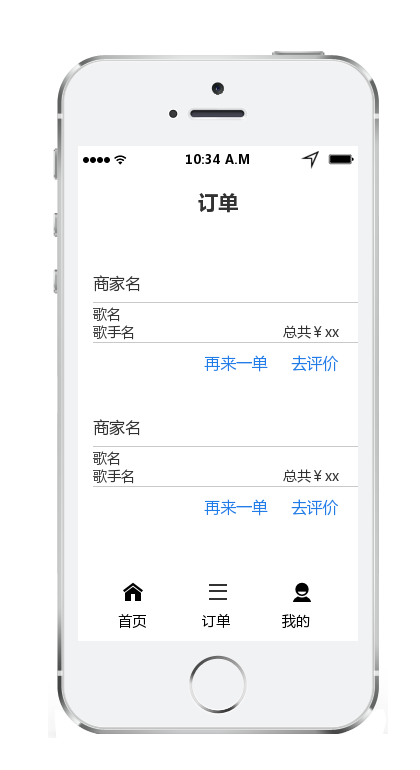 10:34 A.M
订单
商家名
歌名
歌手名 总共￥xx
再来一单 去评价
商家名
歌名
歌手名 总共￥xx
再来一单 去评价
首页 订单 我的